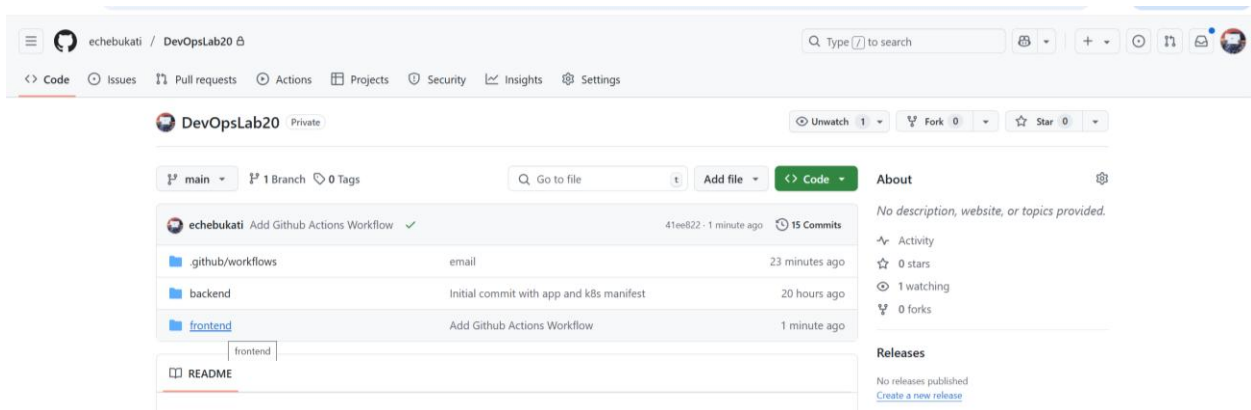 echebukati / DevOpsLab20
Type / to search
Code Issues Pull requests Actions Projects Security Insights Settings
DevOpsLab20 Private
Unwatch 1 Fork 0 Star 0
main 1 Branch 0 Tags Go to file t Add file Code
echebukati Add Github Actions Workflow 41ee822 · 1 minute ago 15 Commits
.github/workflows email 23 minutes ago
backend Initial commit with app and k8s manifest 20 hours ago
frontend Add Github Actions Workflow 1 minute ago
frontend
README
About
No description, website, or topics provided.
Activity
0 stars
1 watching
0 forks
Releases
No releases published
Create a new release